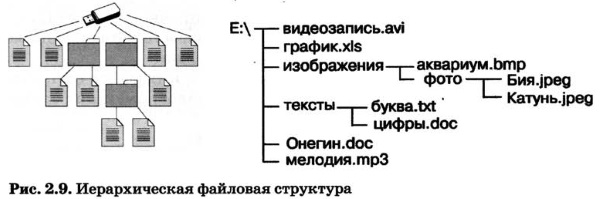 E:\
видеозапись.avi
график.xls
изображения
аквариум.bmp
фото
Бия.jpeg
Катунь.jpeg
тексты
буква.txt
цифры.doc
Онегин.doc
мелодия.mp3
Рис. 2.9. Иерархическая файловая структура